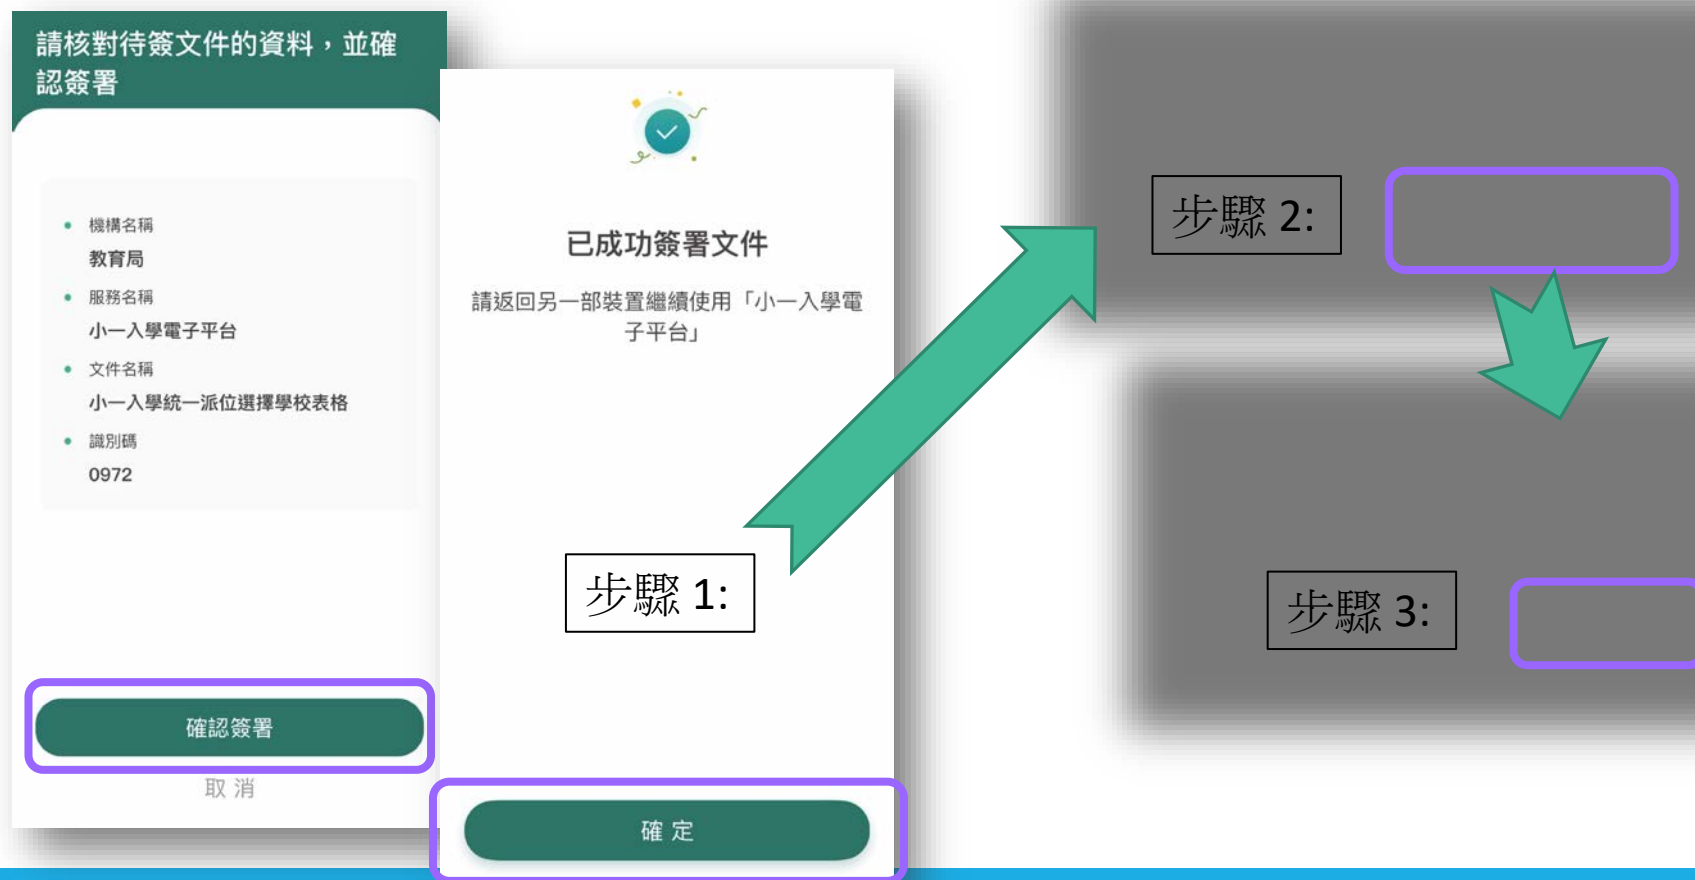 請核對待簽文件的資料，並確
認簽署
機構名稱
教育局
服務名稱
小一入學電子平台
文件名稱
小一入學統一派位選擇學校表格
識別碼
0972
確認簽署
取消
已成功簽署文件
請返回另一部裝置繼續使用「小一入學電
子平台」
步驟 1:
確定
步驟 2:
步驟 3: